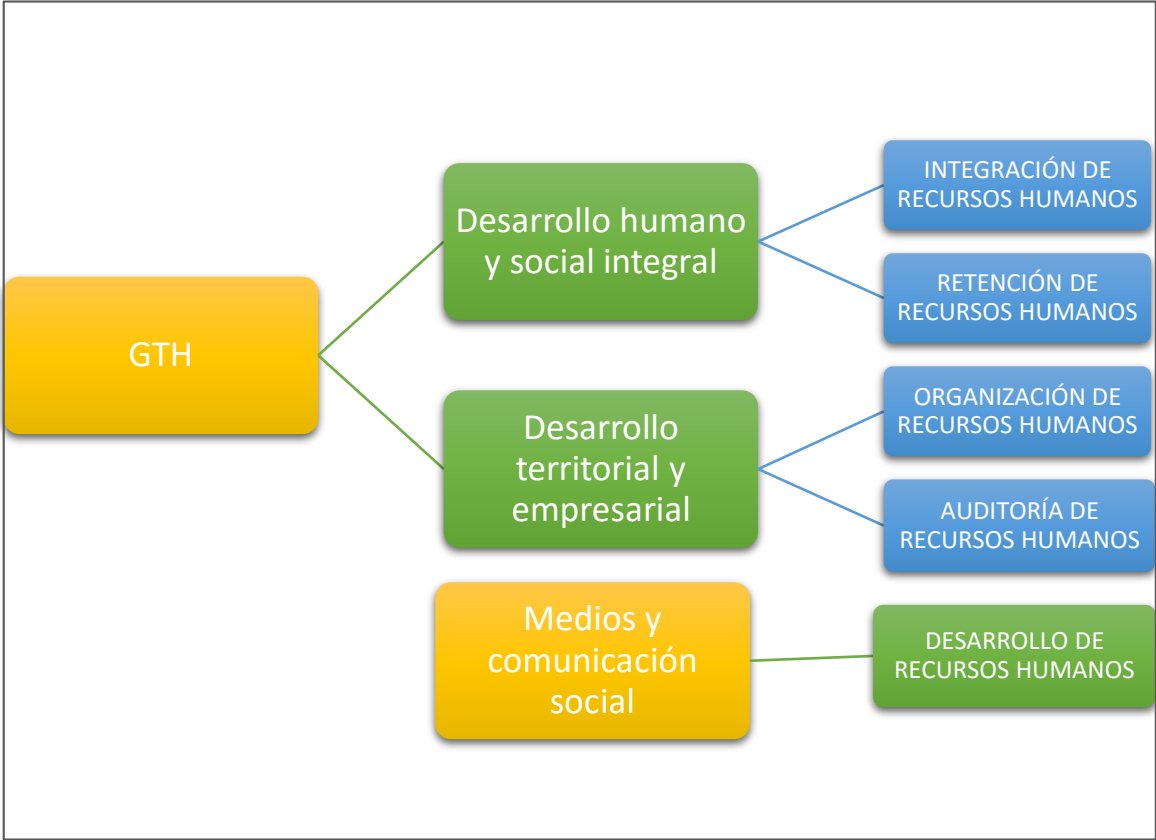 GTH
Desarrollo humano
y social integral
INTEGRACIÓN DE
RECURSOS HUMANOS
RETENCIÓN DE
RECURSOS HUMANOS
Desarrollo
territorial y
empresarial
ORGANIZACIÓN DE
RECURSOS HUMANOS
AUDITORÍA DE
RECURSOS HUMANOS
Medios y
comunicación
social
DESARROLLO DE
RECURSOS HUMANOS